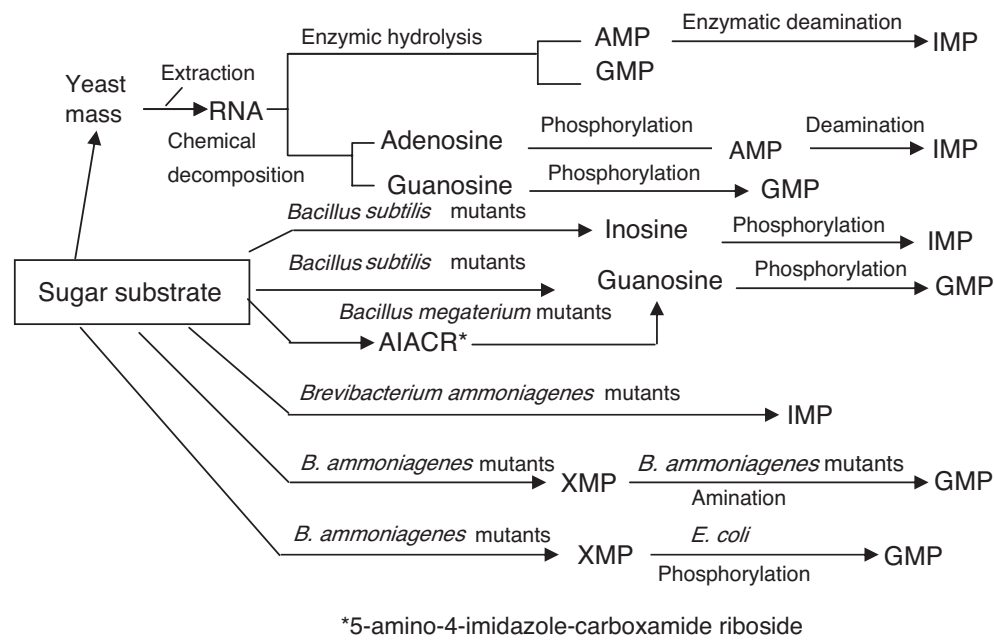 Enzymic hydrolysis AMP Enzymatic deamination IMP
GMP
Yeast mass Extraction RNA
Chemical decomposition Adenosine Phosphorylation AMP Deamination IMP
Guanosine Phosphorylation GMP
Bacillus subtilis mutants Inosine Phosphorylation IMP
Sugar substrate
Bacillus subtilis mutants Guanosine Phosphorylation GMP
Bacillus megaterium mutants
AIACR*
Brevibacterium ammoniagenes mutants IMP
B. ammoniagenes mutants XMP B. ammoniagenes mutants GMP
Amination
B. ammoniagenes mutants XMP E. coli GMP
Phosphorylation
*5-amino-4-imidazole-carboxamide riboside